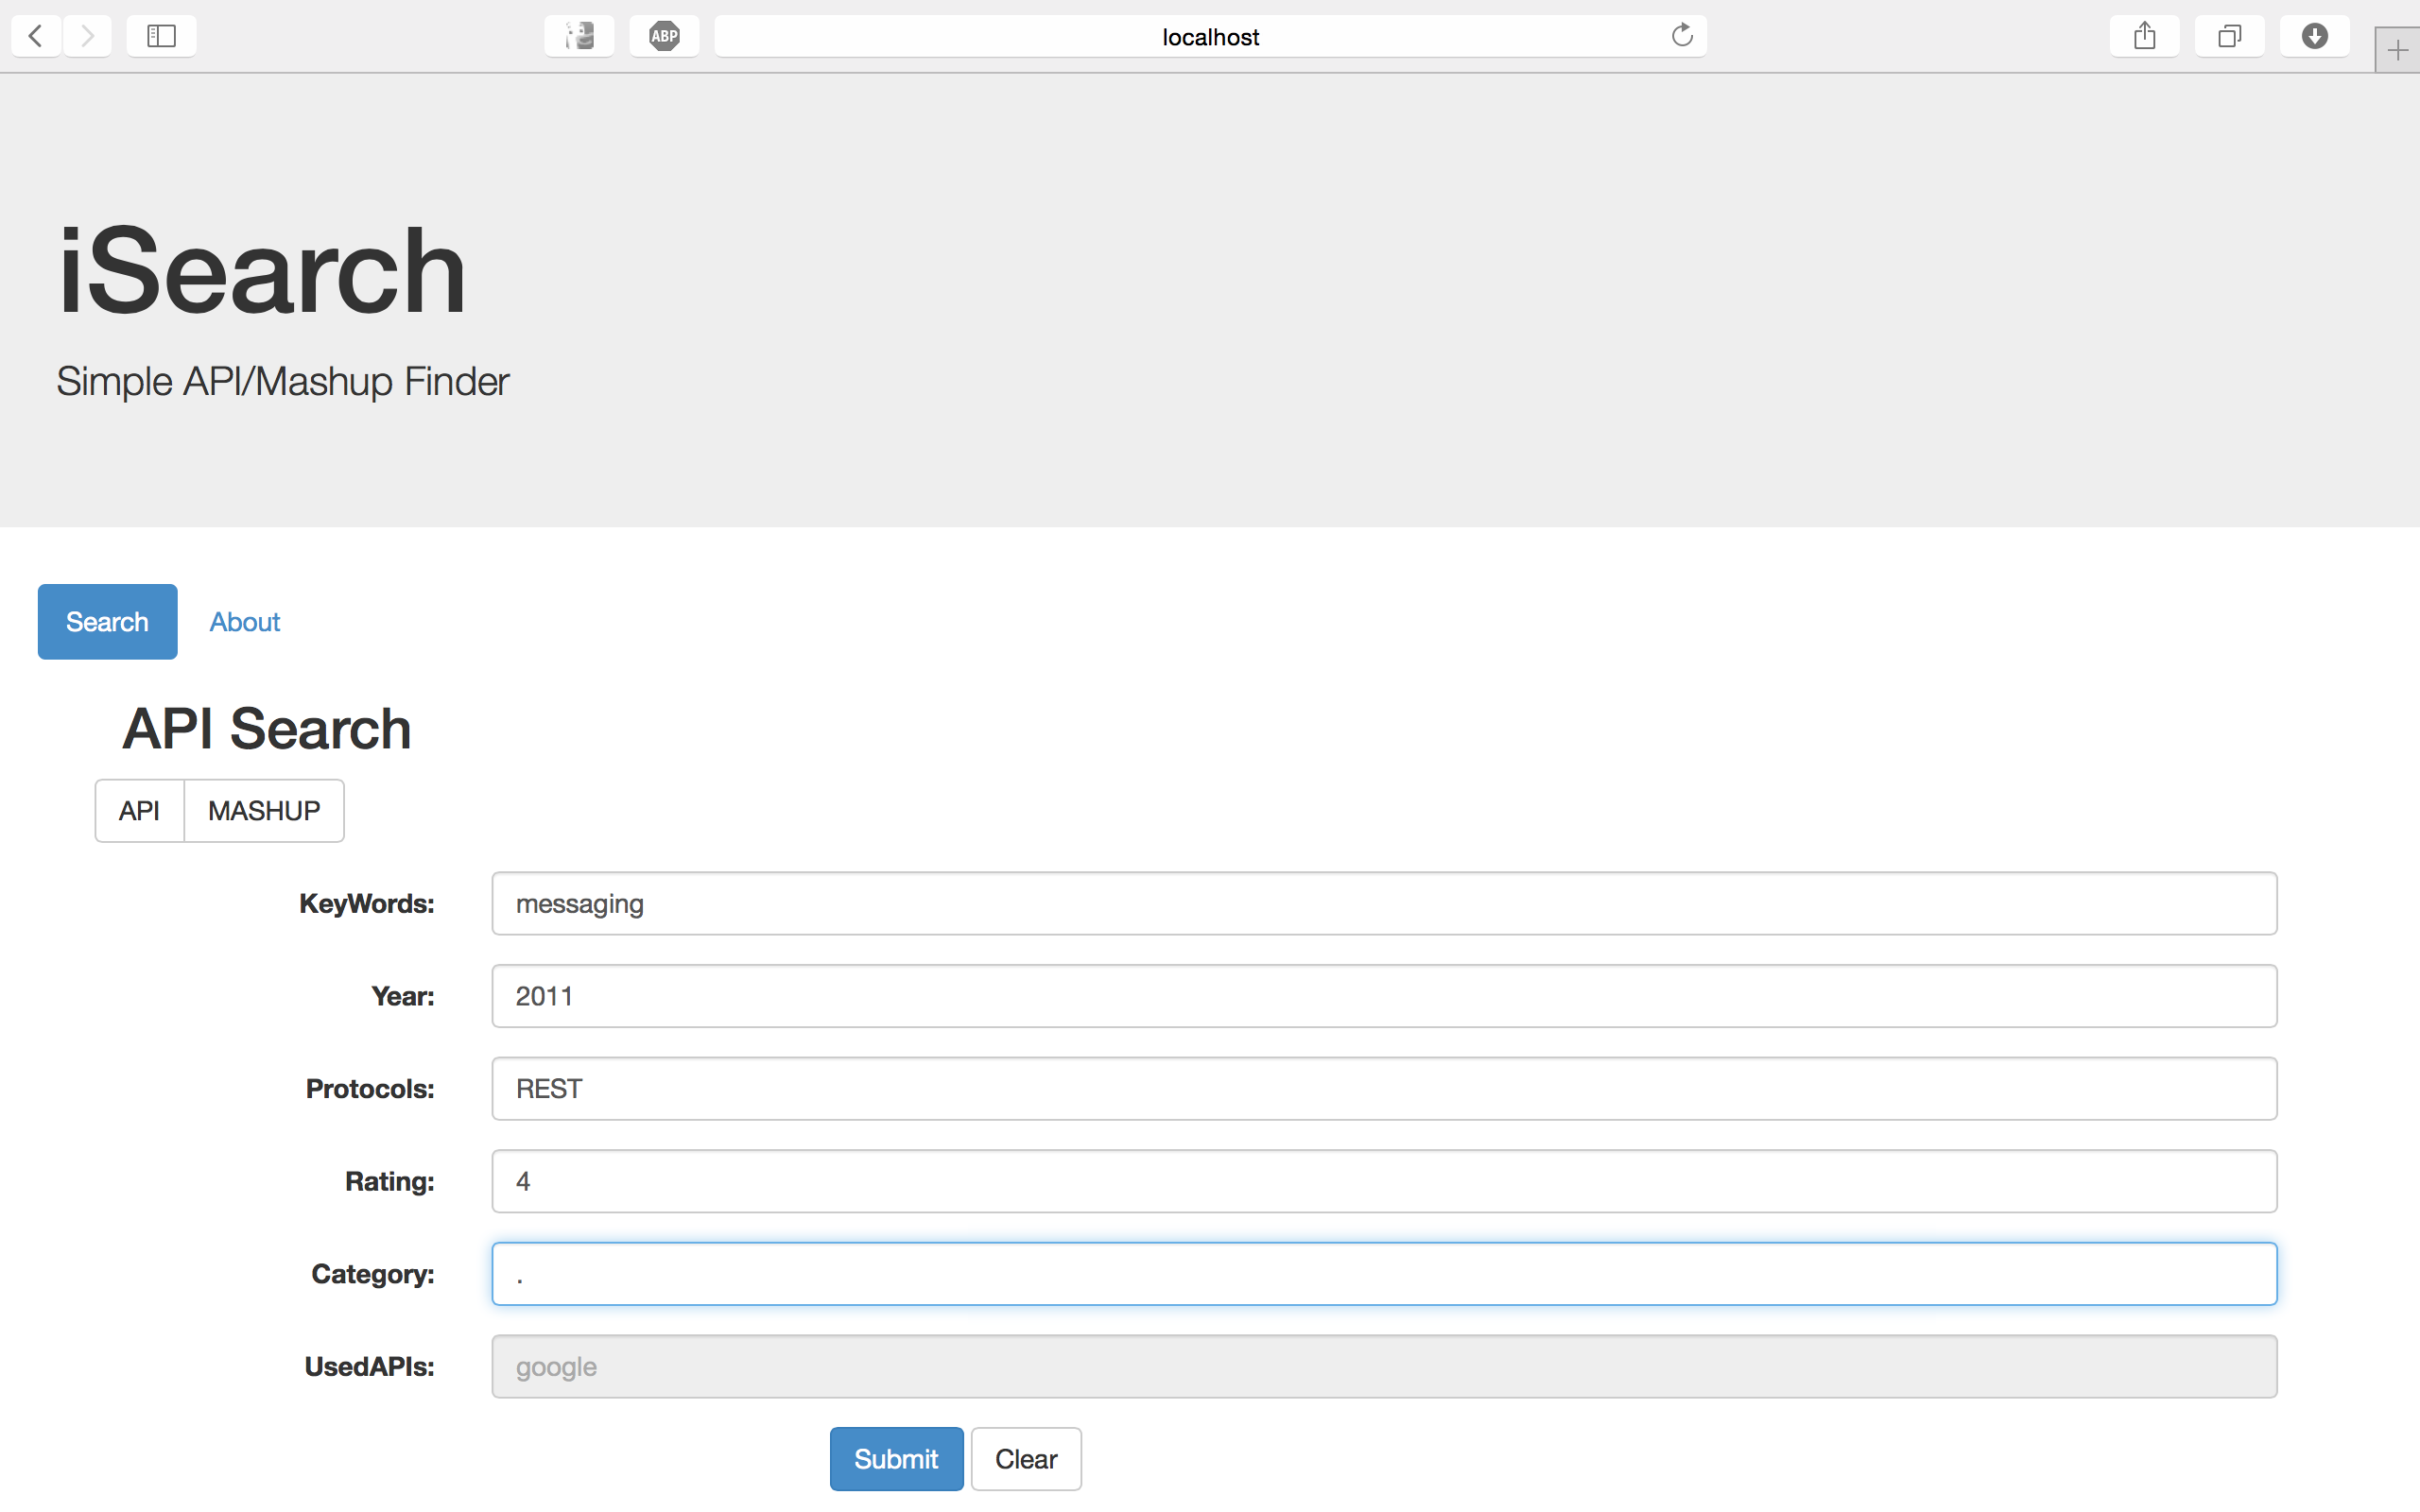 ABP
localhost
iSearch
Simple API/Mashup Finder
Search About
API Search
API MASHUP
KeyWords: messaging
Year: 2011
Protocols: REST
Rating: 4
Category: .
UsedAPIs: google
Submit Clear